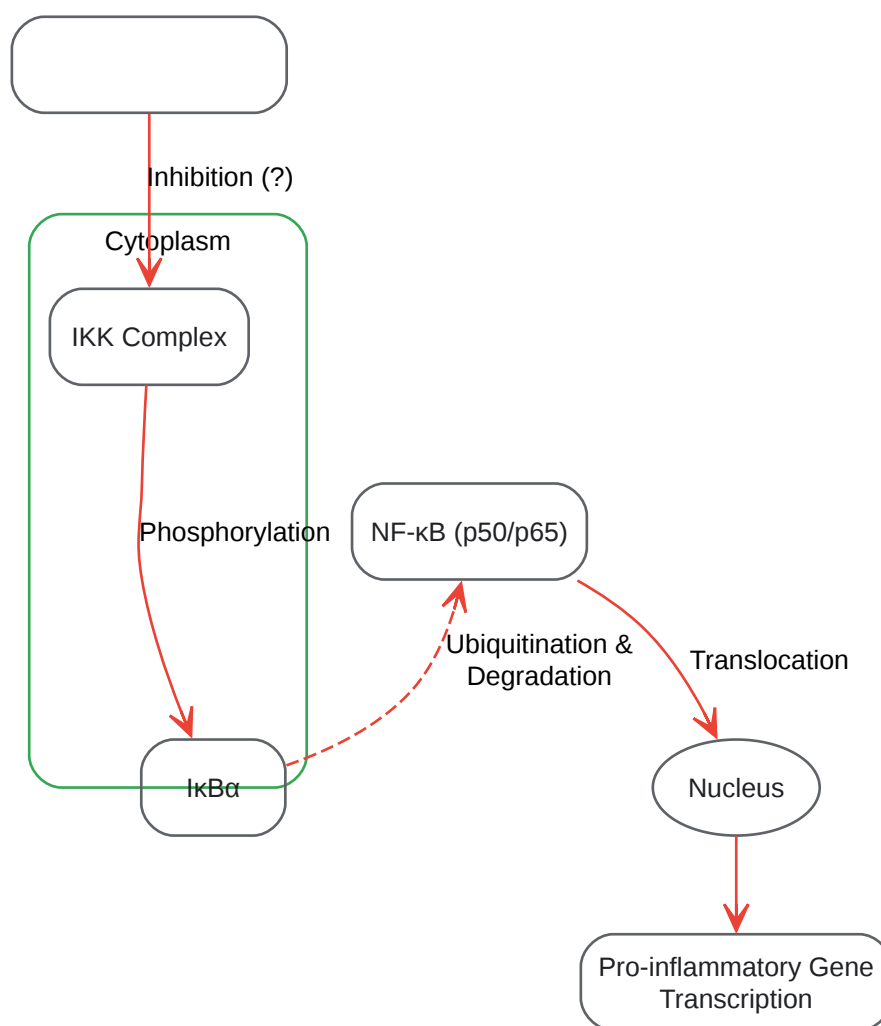 Inhibition (?)
Cytoplasm
IKK Complex
Phosphorylation
NF-κB (p50/p65)
Ubiquitination &
Degradation
Translocation
IκBα
Nucleus
Pro-inflammatory Gene
Transcription